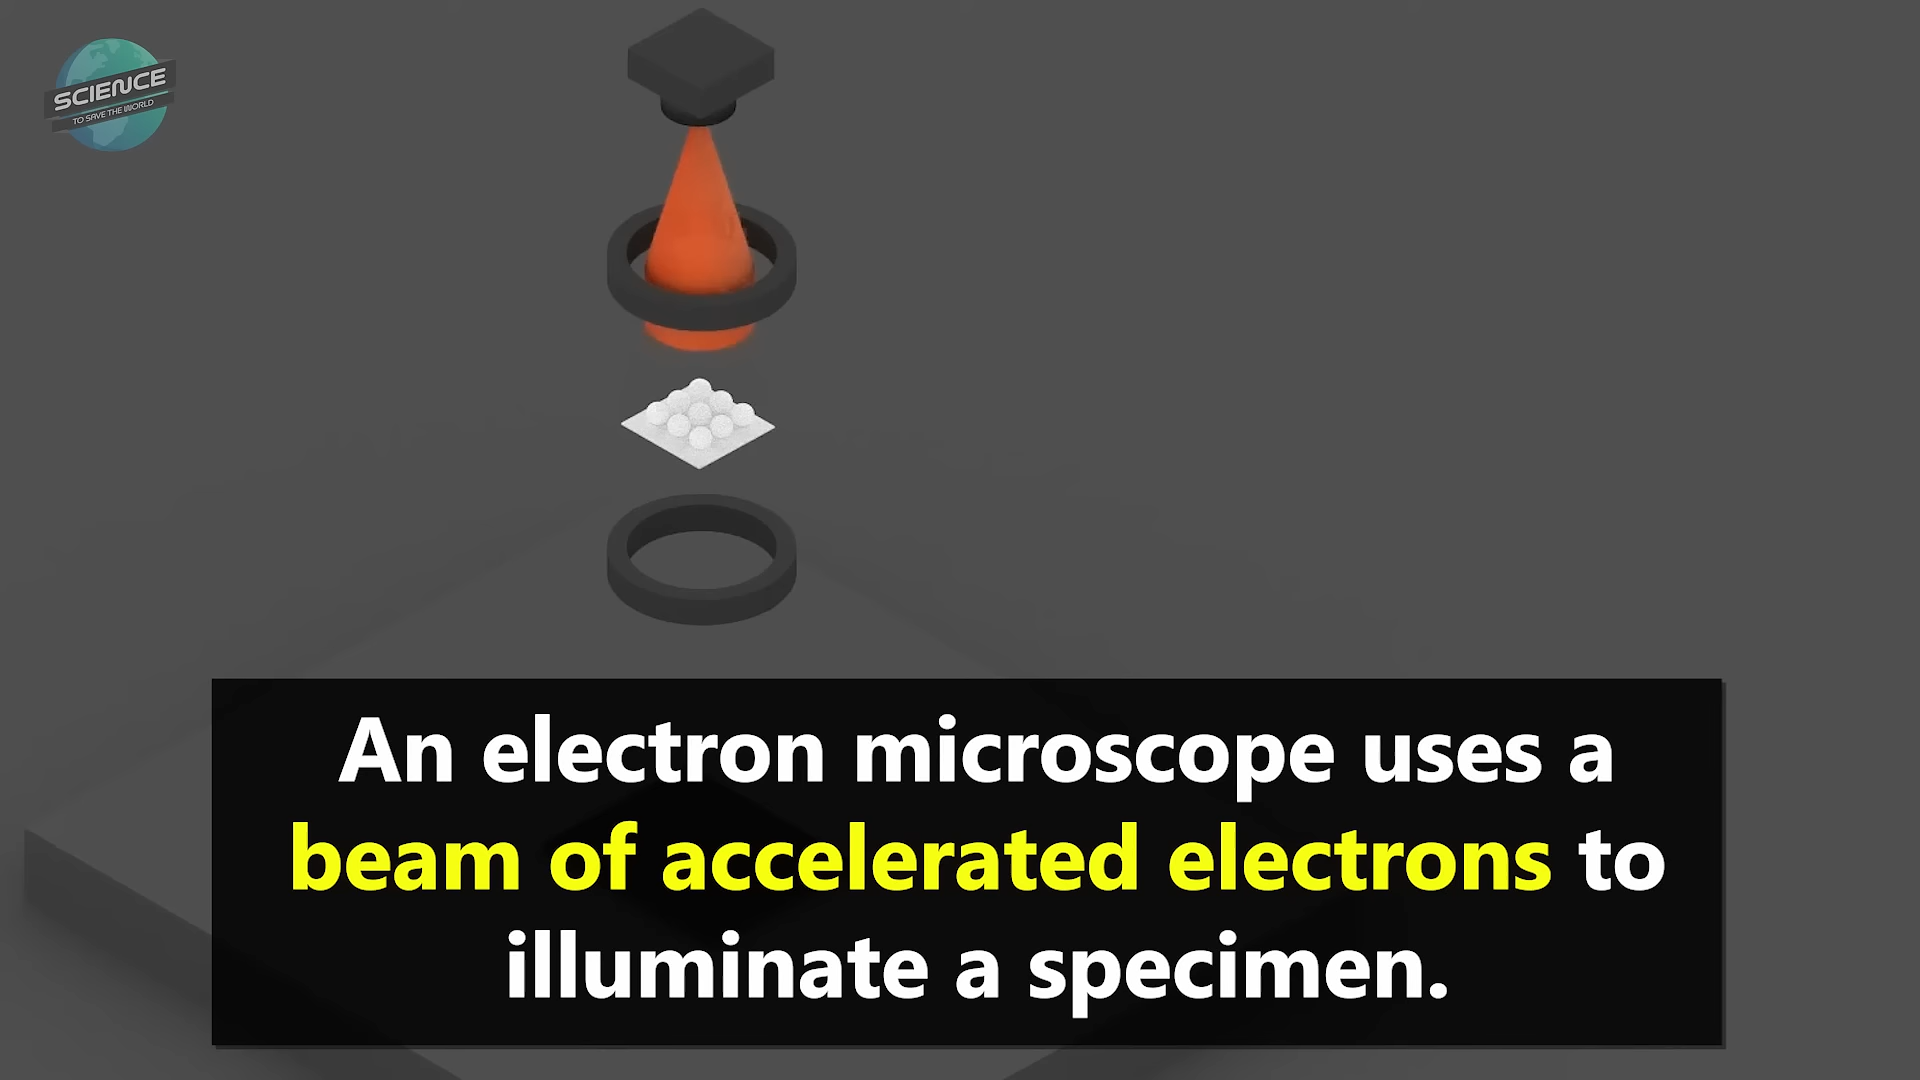 SCIENCE
TO SAVE THE WORLD
An electron microscope uses a
beam of accelerated electrons to
illuminate a specimen.